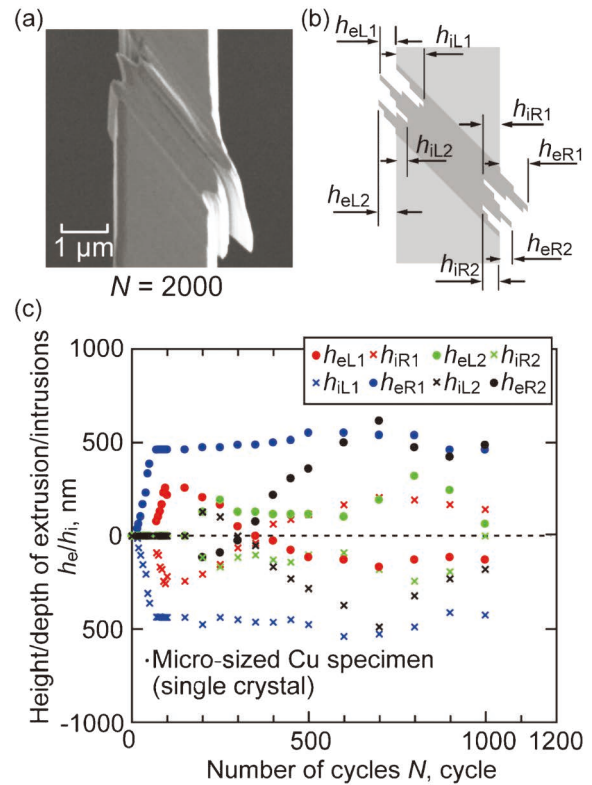 (a)
1 μm
N = 2000
(b)
heL1
hiL1
hiR1
heR1
hiL2
heL2
heR2
hiR2
(c)
Height/depth of extrusion/intrusions
he/hi, nm
1000
500
0
500
-1000
heL1 hiR1 heL2 hiR2
hiL1 heR1 hiL2 heR2
·Micro-sized Cu specimen
(single crystal)
0 500 1000 1200
Number of cycles N, cycle